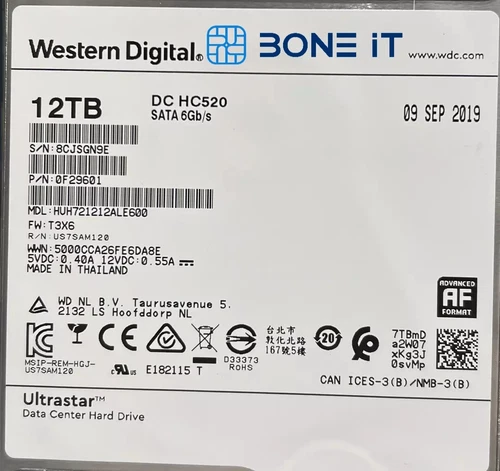 Western Digital® BONE iT www.wdc.com
12TB DC HC520
SATA 6Gb/s
09 SEP 2019
S/N: 8CJSGN9E
P/N: 0F29601
MDL: HUH721212ALE600
FW: T3X6
R/N: US7SAM120
WWN: 5000CCA26FE6DA8E
5VDC: 0.40A 12VDC: 0.55A
MADE IN THAILAND
ADVANCED
AF
FORMAT
WD NL B.V. Taurusavenue 5.
2132 LS Hoofddorp NL
MSIP-REM-HGJ-
US7SAM120
E182115 T
D33373
RoHS
台北市
敦化北路
167號5樓
20
7TBmD
a2W07
xKg3J
0svMp
CAN ICES-3(B)/NMB-3(B)
Ultrastar™
Data Center Hard Drive